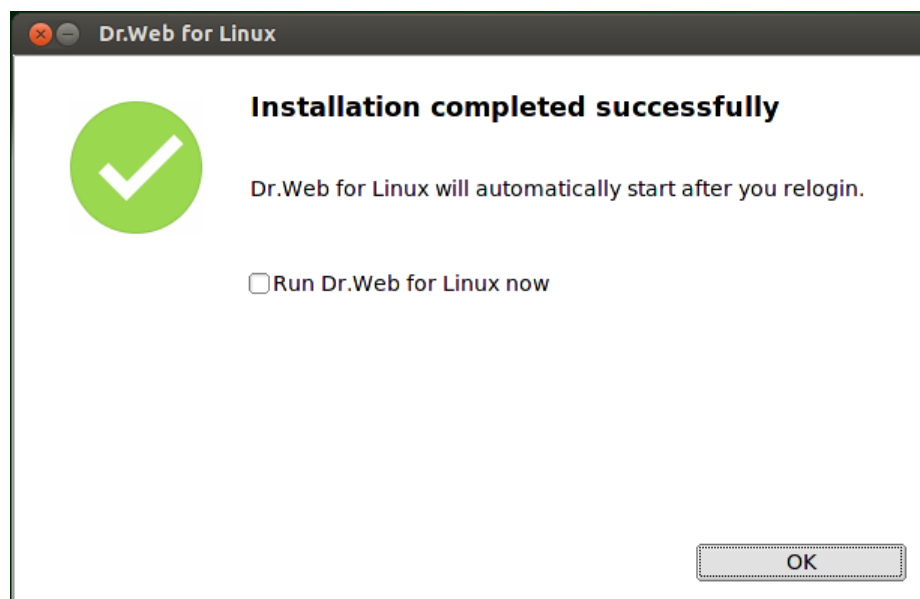 Dr.Web for Linux
Installation completed successfully
Dr.Web for Linux will automatically start after you relogin.
Run Dr.Web for Linux now
OK